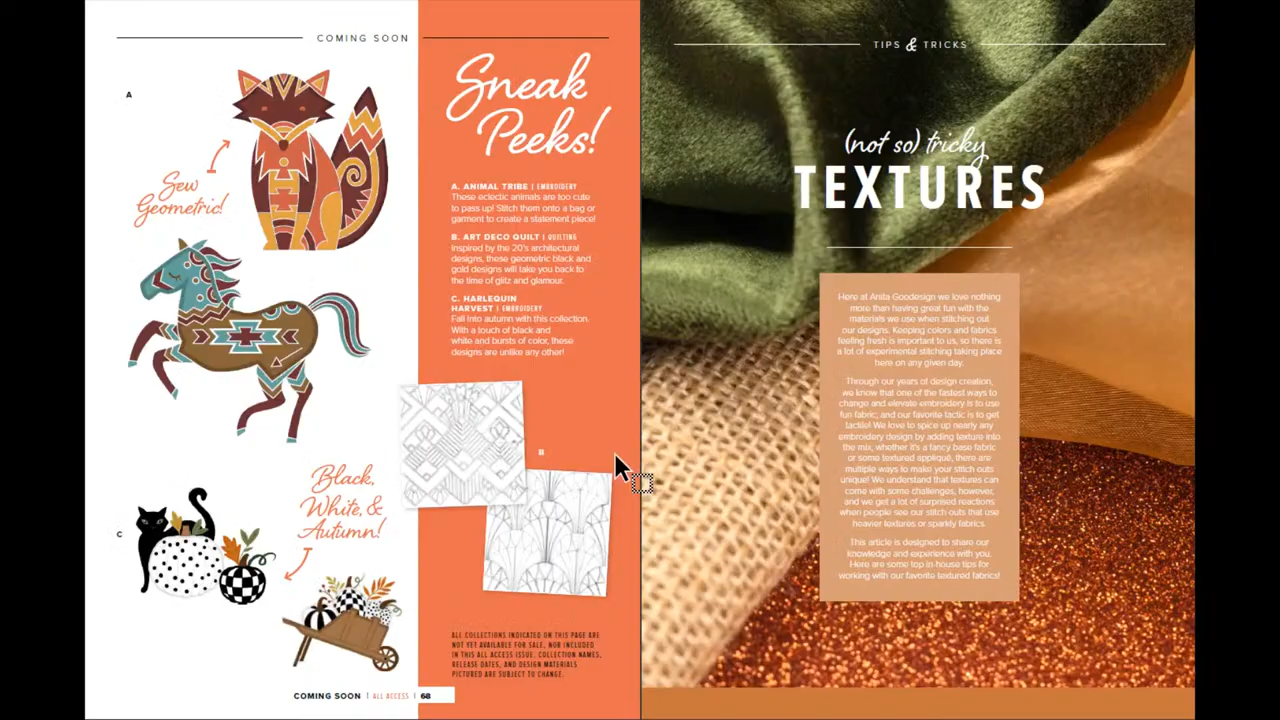 COMING SOON
A
Sew
Geometric!
Black,
White, &
Autumn!
C
Sneak
Peeks!
A. ANIMAL TRIBE | EMBROIDERY
These eclectic animals are too cute
to pass up! Stitch them onto a bag or
garment to create a statement piece!
B. ART DECO QUILT | QUILTING
Inspired by the 20's architectural
designs, these geometric black and
gold designs will take you back to
the time of glitz and glamour.
C. HARLEQUIN
HARVEST | EMBROIDERY
Fall into autumn with this collection.
With a touch of black and
white and bursts of color, these
designs are unlike any other!
B
ALL COLLECTIONS INDICATED ON THIS PAGE ARE
NOT YET AVAILABLE FOR SALE, NOR INCLUDED
IN THIS ALL ACCESS ISSUE. COLLECTION NAMES,
RELEASE DATES, AND DESIGN MATERIALS
PICTURED ARE SUBJECT TO CHANGE.
COMING SOON | ALL ACCESS | 68
TIPS & TRICKS
(not so) tricky
TEXTURES
Here at Anita Goodesign we love nothing
more than having great fun with the
materials we use when stitching out
our designs. Keeping colors and fabrics
feeling fresh is important to us, so there is
a lot of experimental stitching taking place
here on any given day.
Through our years of design creation,
we know that one of the fastest ways to
change and elevate embroidery is to use
fun fabric; and our favorite tactic is to get
tactile! We love to spice up nearly any
embroidery design by adding texture into
the mix, whether it's a fancy base fabric
or some textured appliqué, there are
multiple ways to make your stitch outs
unique! We understand that textures can
come with some challenges, however,
and we get a lot of surprised reactions
when people see our stitch outs that use
heavier textures or sparkly fabrics.
This article is designed to share our
knowledge and experience with you.
Here are some top in-house tips for
working with our favorite textured fabrics!